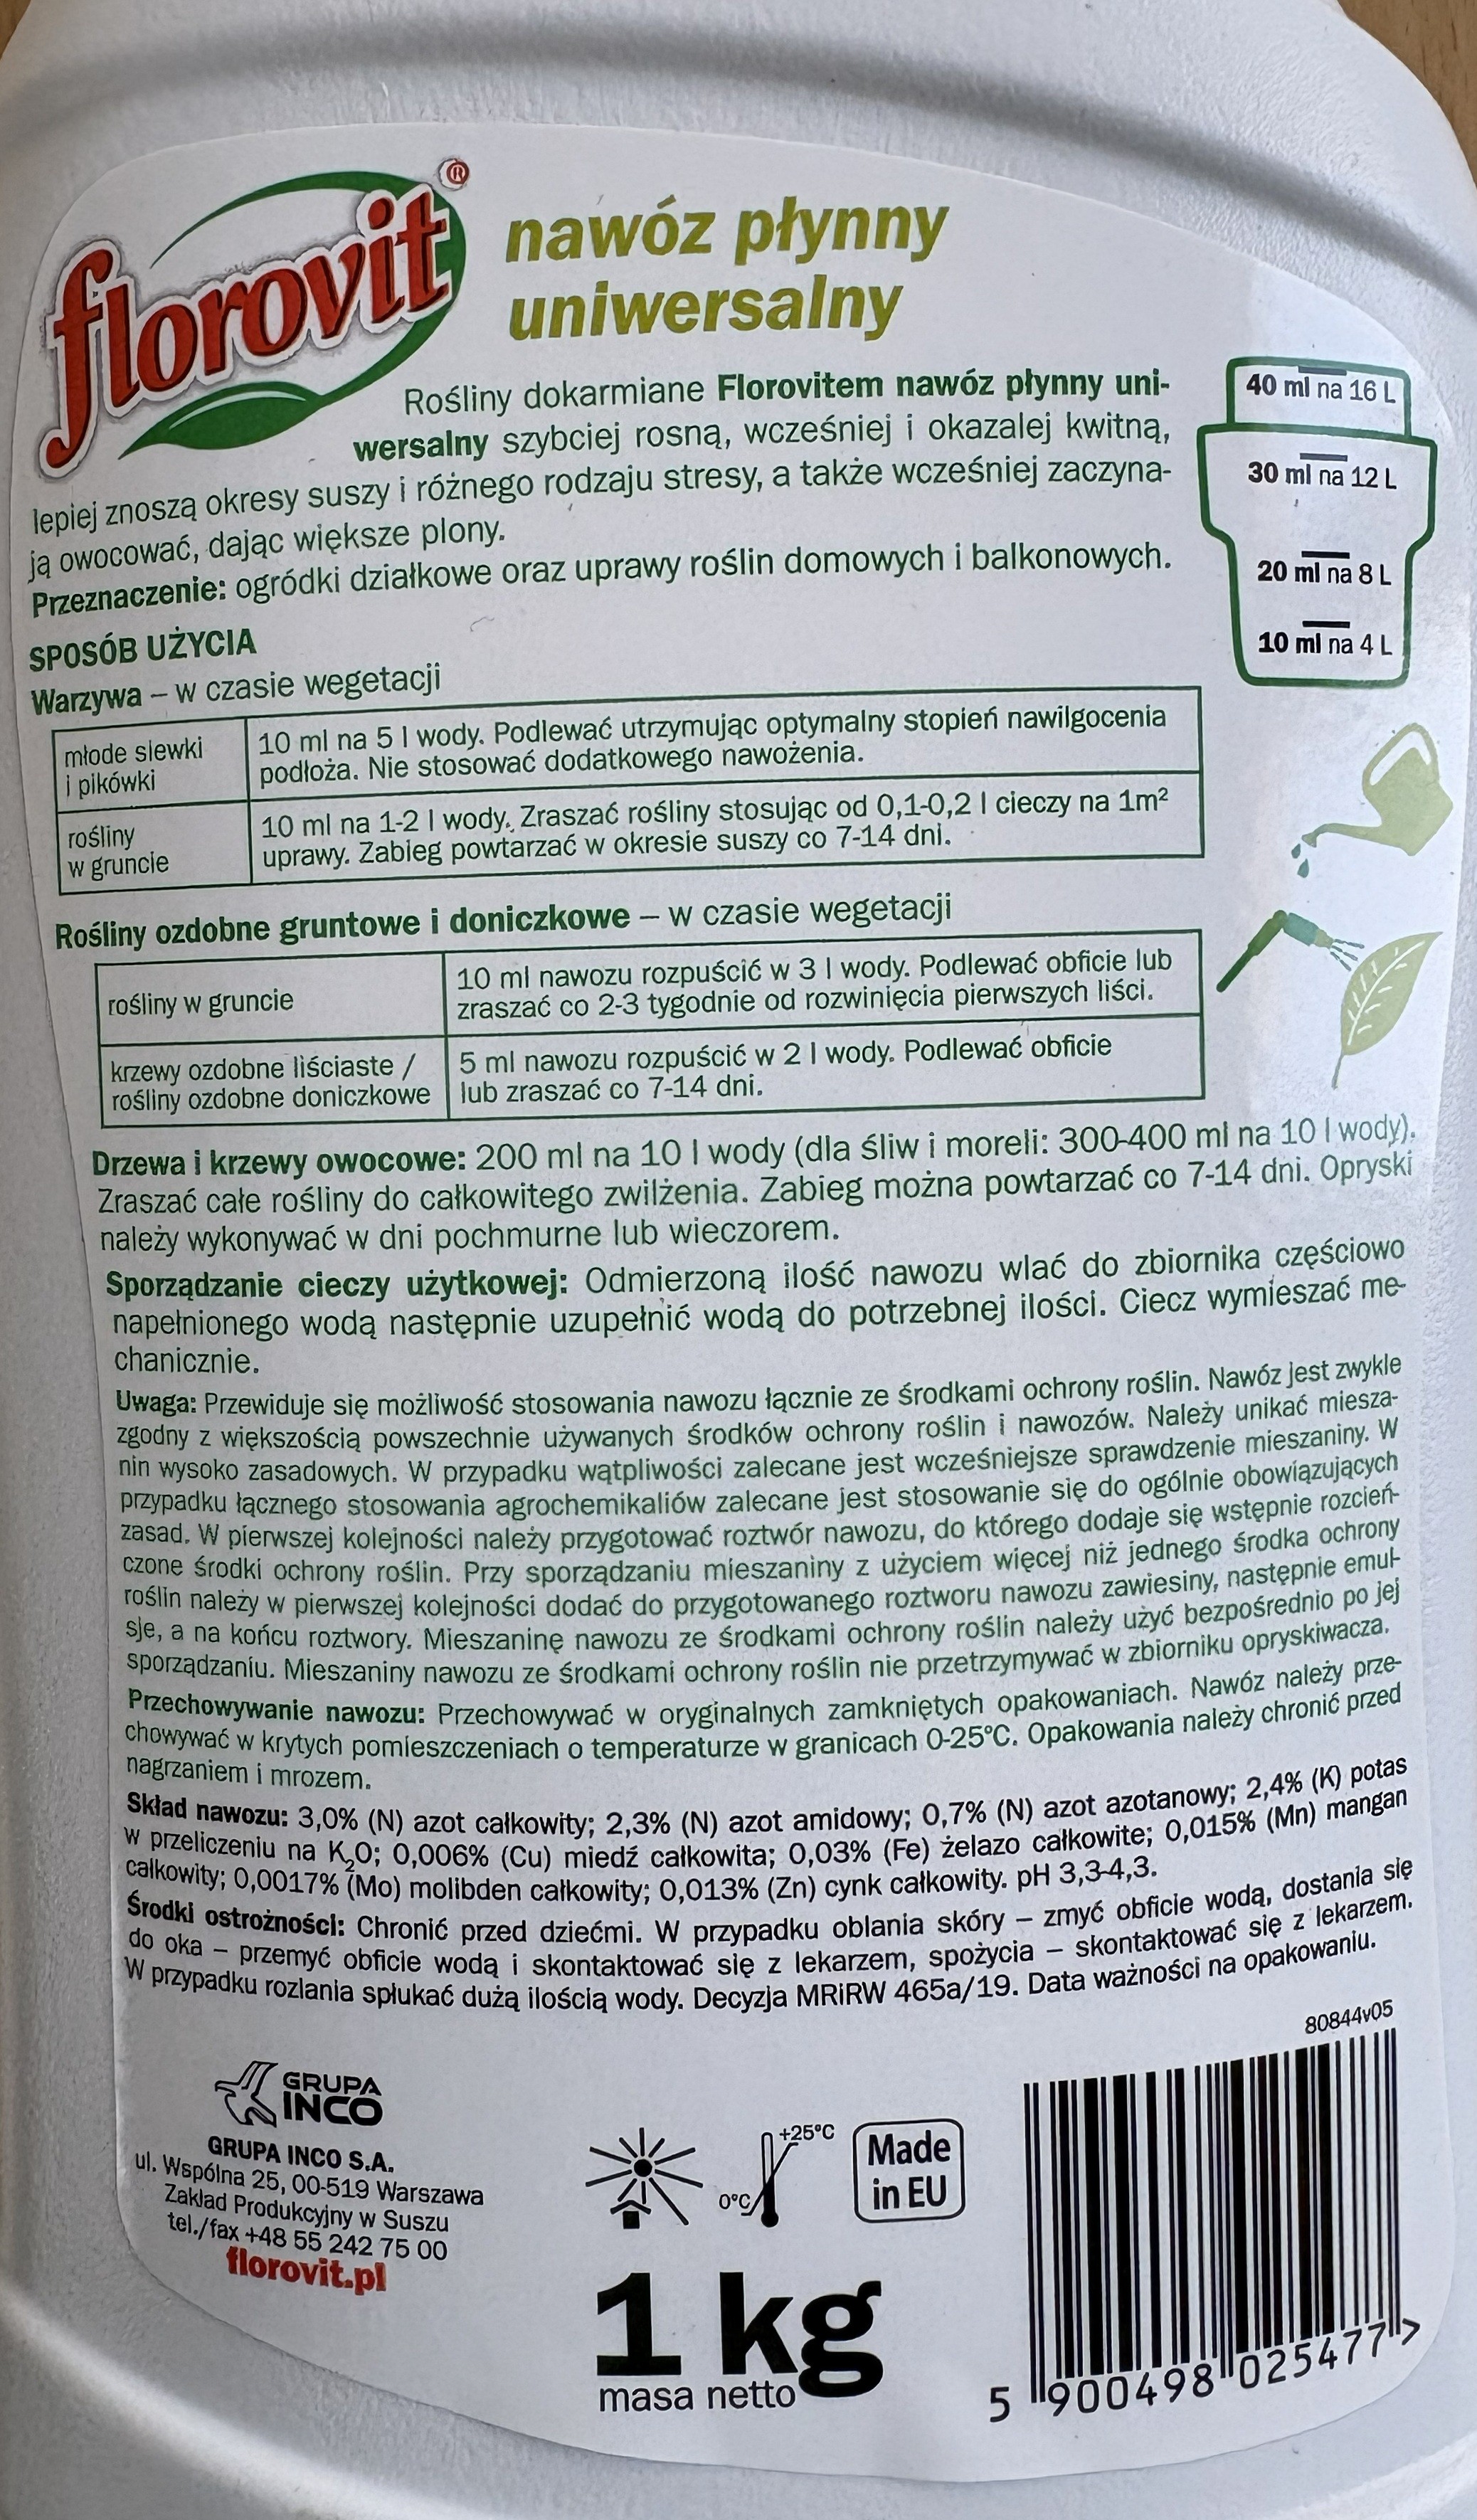 florovit®
nawóz płynny
uniwersalny
Rośliny dokarmiane Florovitem nawóz płynny uni-
wersalny szybciej rosną, wcześniej i okazalej kwitną,
lepiej znoszą okresy suszy i różnego rodzaju stresy, a także wcześniej zaczyna-
ją owocować, dając większe plony.
Przeznaczenie: ogródki działkowe oraz uprawy roślin domowych i balkonowych.
40 ml na 16 L
30 ml na 12 L
20 ml na 8 L
10 ml na 4 L
SPOSÓB UŻYCIA
Warzywa – w czasie wegetacji
młode siewki
i pikówki
10 ml na 5 l wody. Podlewać utrzymując optymalny stopień nawilgocenia
podłoża. Nie stosować dodatkowego nawożenia.
rośliny
w gruncie
10 ml na 1-2 l wody. Zraszać rośliny stosując od 0,1-0,2 l cieczy na 1m²
uprawy. Zabieg powtarzać w okresie suszy co 7-14 dni.
Rośliny ozdobne gruntowe i doniczkowe – w czasie wegetacji
rośliny w gruncie
10 ml nawozu rozpuścić w 3 l wody. Podlewać obficie lub
zraszać co 2-3 tygodnie od rozwinięcia pierwszych liści.
krzewy ozdobne liściaste /
rośliny ozdobne doniczkowe
5 ml nawozu rozpuścić w 2 l wody. Podlewać obficie
lub zraszać co 7-14 dni.
Drzewa i krzewy owocowe: 200 ml na 10 l wody (dla śliw i moreli: 300-400 ml na 10 l wody).
Zraszać całe rośliny do całkowitego zwilżenia. Zabieg można powtarzać co 7-14 dni. Opryski
należy wykonywać w dni pochmurne lub wieczorem.
Sporządzanie cieczy użytkowej: Odmierzoną ilość nawozu wlać do zbiornika częściowo
napełnionego wodą następnie uzupełnić wodą do potrzebnej ilości. Ciecz wymieszać me-
chanicznie.
Uwaga: Przewiduje się możliwość stosowania nawozu łącznie ze środkami ochrony roślin. Nawóz jest zwykle
zgodny z większością powszechnie używanych środków ochrony roślin i nawozów. Należy unikać miesza-
nin wysoko zasadowych. W przypadku wątpliwości zalecane jest wcześniejsze sprawdzenie mieszaniny. W
przypadku łącznego stosowania agrochemikaliów zalecane jest stosowanie się do ogólnie obowiązujących
zasad. W pierwszej kolejności należy przygotować roztwór nawozu, do którego dodaje się wstępnie rozcień-
czone środki ochrony roślin. Przy sporządzaniu mieszaniny z użyciem więcej niż jednego środka ochrony
roślin należy w pierwszej kolejności dodać do przygotowanego roztworu nawozu zawiesiny, następnie emul-
sje, a na końcu roztwory. Mieszaninę nawozu ze środkami ochrony roślin należy użyć bezpośrednio po jej
sporządzaniu. Mieszaniny nawozu ze środkami ochrony roślin nie przetrzymywać w zbiorniku opryskiwacza.
Przechowywanie nawozu: Przechowywać w oryginalnych zamkniętych opakowaniach. Nawóz należy prze-
chowywać w krytych pomieszczeniach o temperaturze w granicach 0-25°C. Opakowania należy chronić przed
nagrzaniem i mrozem.
Skład nawozu: 3,0% (N) azot całkowity; 2,3% (N) azot amidowy; 0,7% (N) azot azotanowy; 2,4% (K) potas
w przeliczeniu na K₂O; 0,006% (Cu) miedź całkowita; 0,03% (Fe) żelazo całkowite; 0,015% (Mn) mangan
całkowity; 0,0017% (Mo) molibden całkowity; 0,013% (Zn) cynk całkowity. pH 3,3-4,3.
Środki ostrożności: Chronić przed dziećmi. W przypadku oblania skóry – zmyć obficie wodą, dostania się
do oka – przemyć obficie wodą i skontaktować się z lekarzem, spożycia – skontaktować się z lekarzem.
W przypadku rozlania spłukać dużą ilością wody. Decyzja MRiRW 465a/19. Data ważności na opakowaniu.
80844v05
GRUPA
INCO
GRUPA INCO S.A.
ul. Wspólna 25, 00-519 Warszawa
Zakład Produkcyjny w Suszu
tel./fax +48 55 242 75 00
florovit.pl
+25°C
0°C
Made
in EU
1 kg
masa netto
5 900498 025477 >